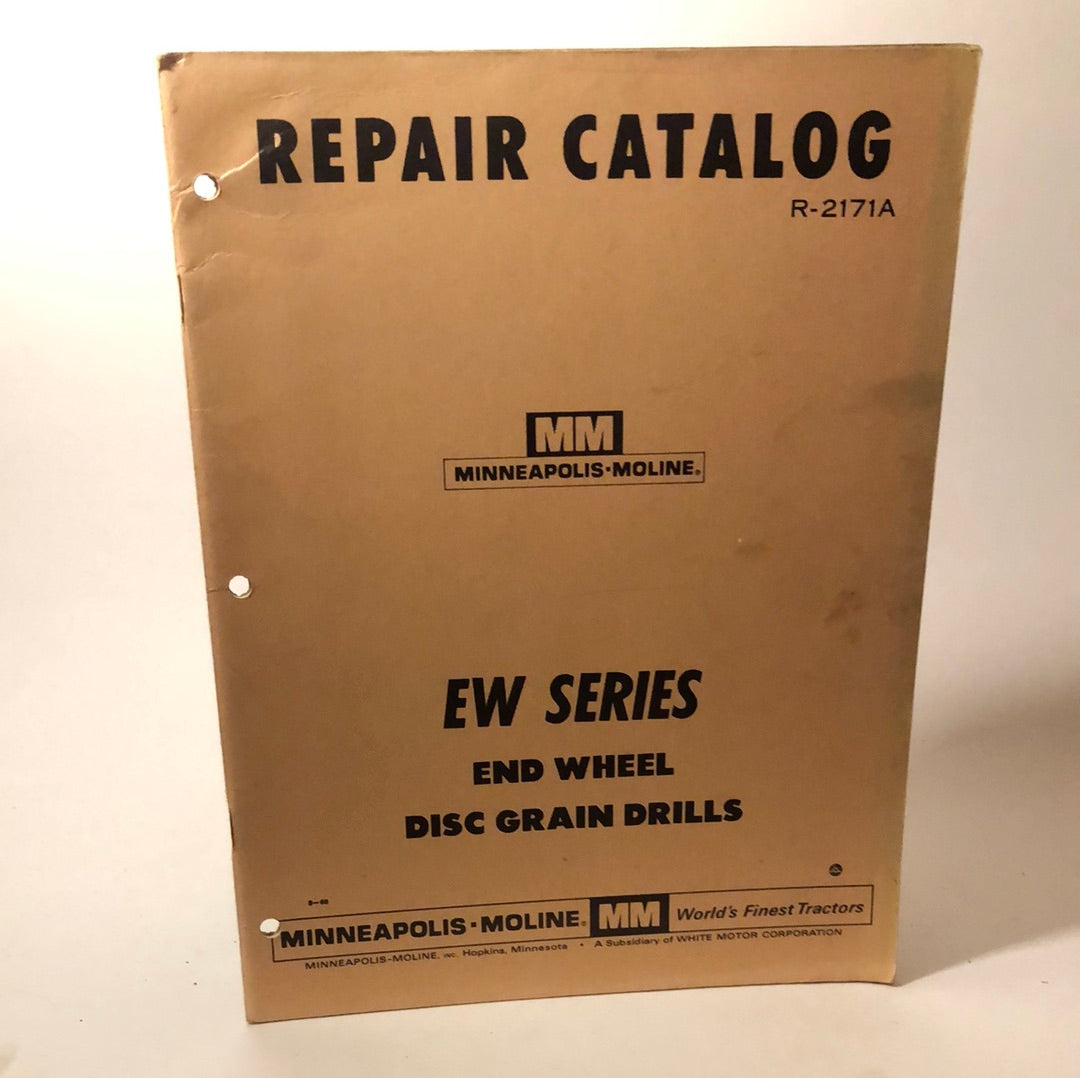 REPAIR CATALOG
R-2171A
MM
MINNEAPOLIS·MOLINE®
EW SERIES
END WHEEL
DISC GRAIN DRILLS
MINNEAPOLIS·MOLINE® MM World's Finest Tractors
MINNEAPOLIS-MOLINE, INC. Hopkins, Minnesota • A Subsidiary of WHITE MOTOR CORPORATION